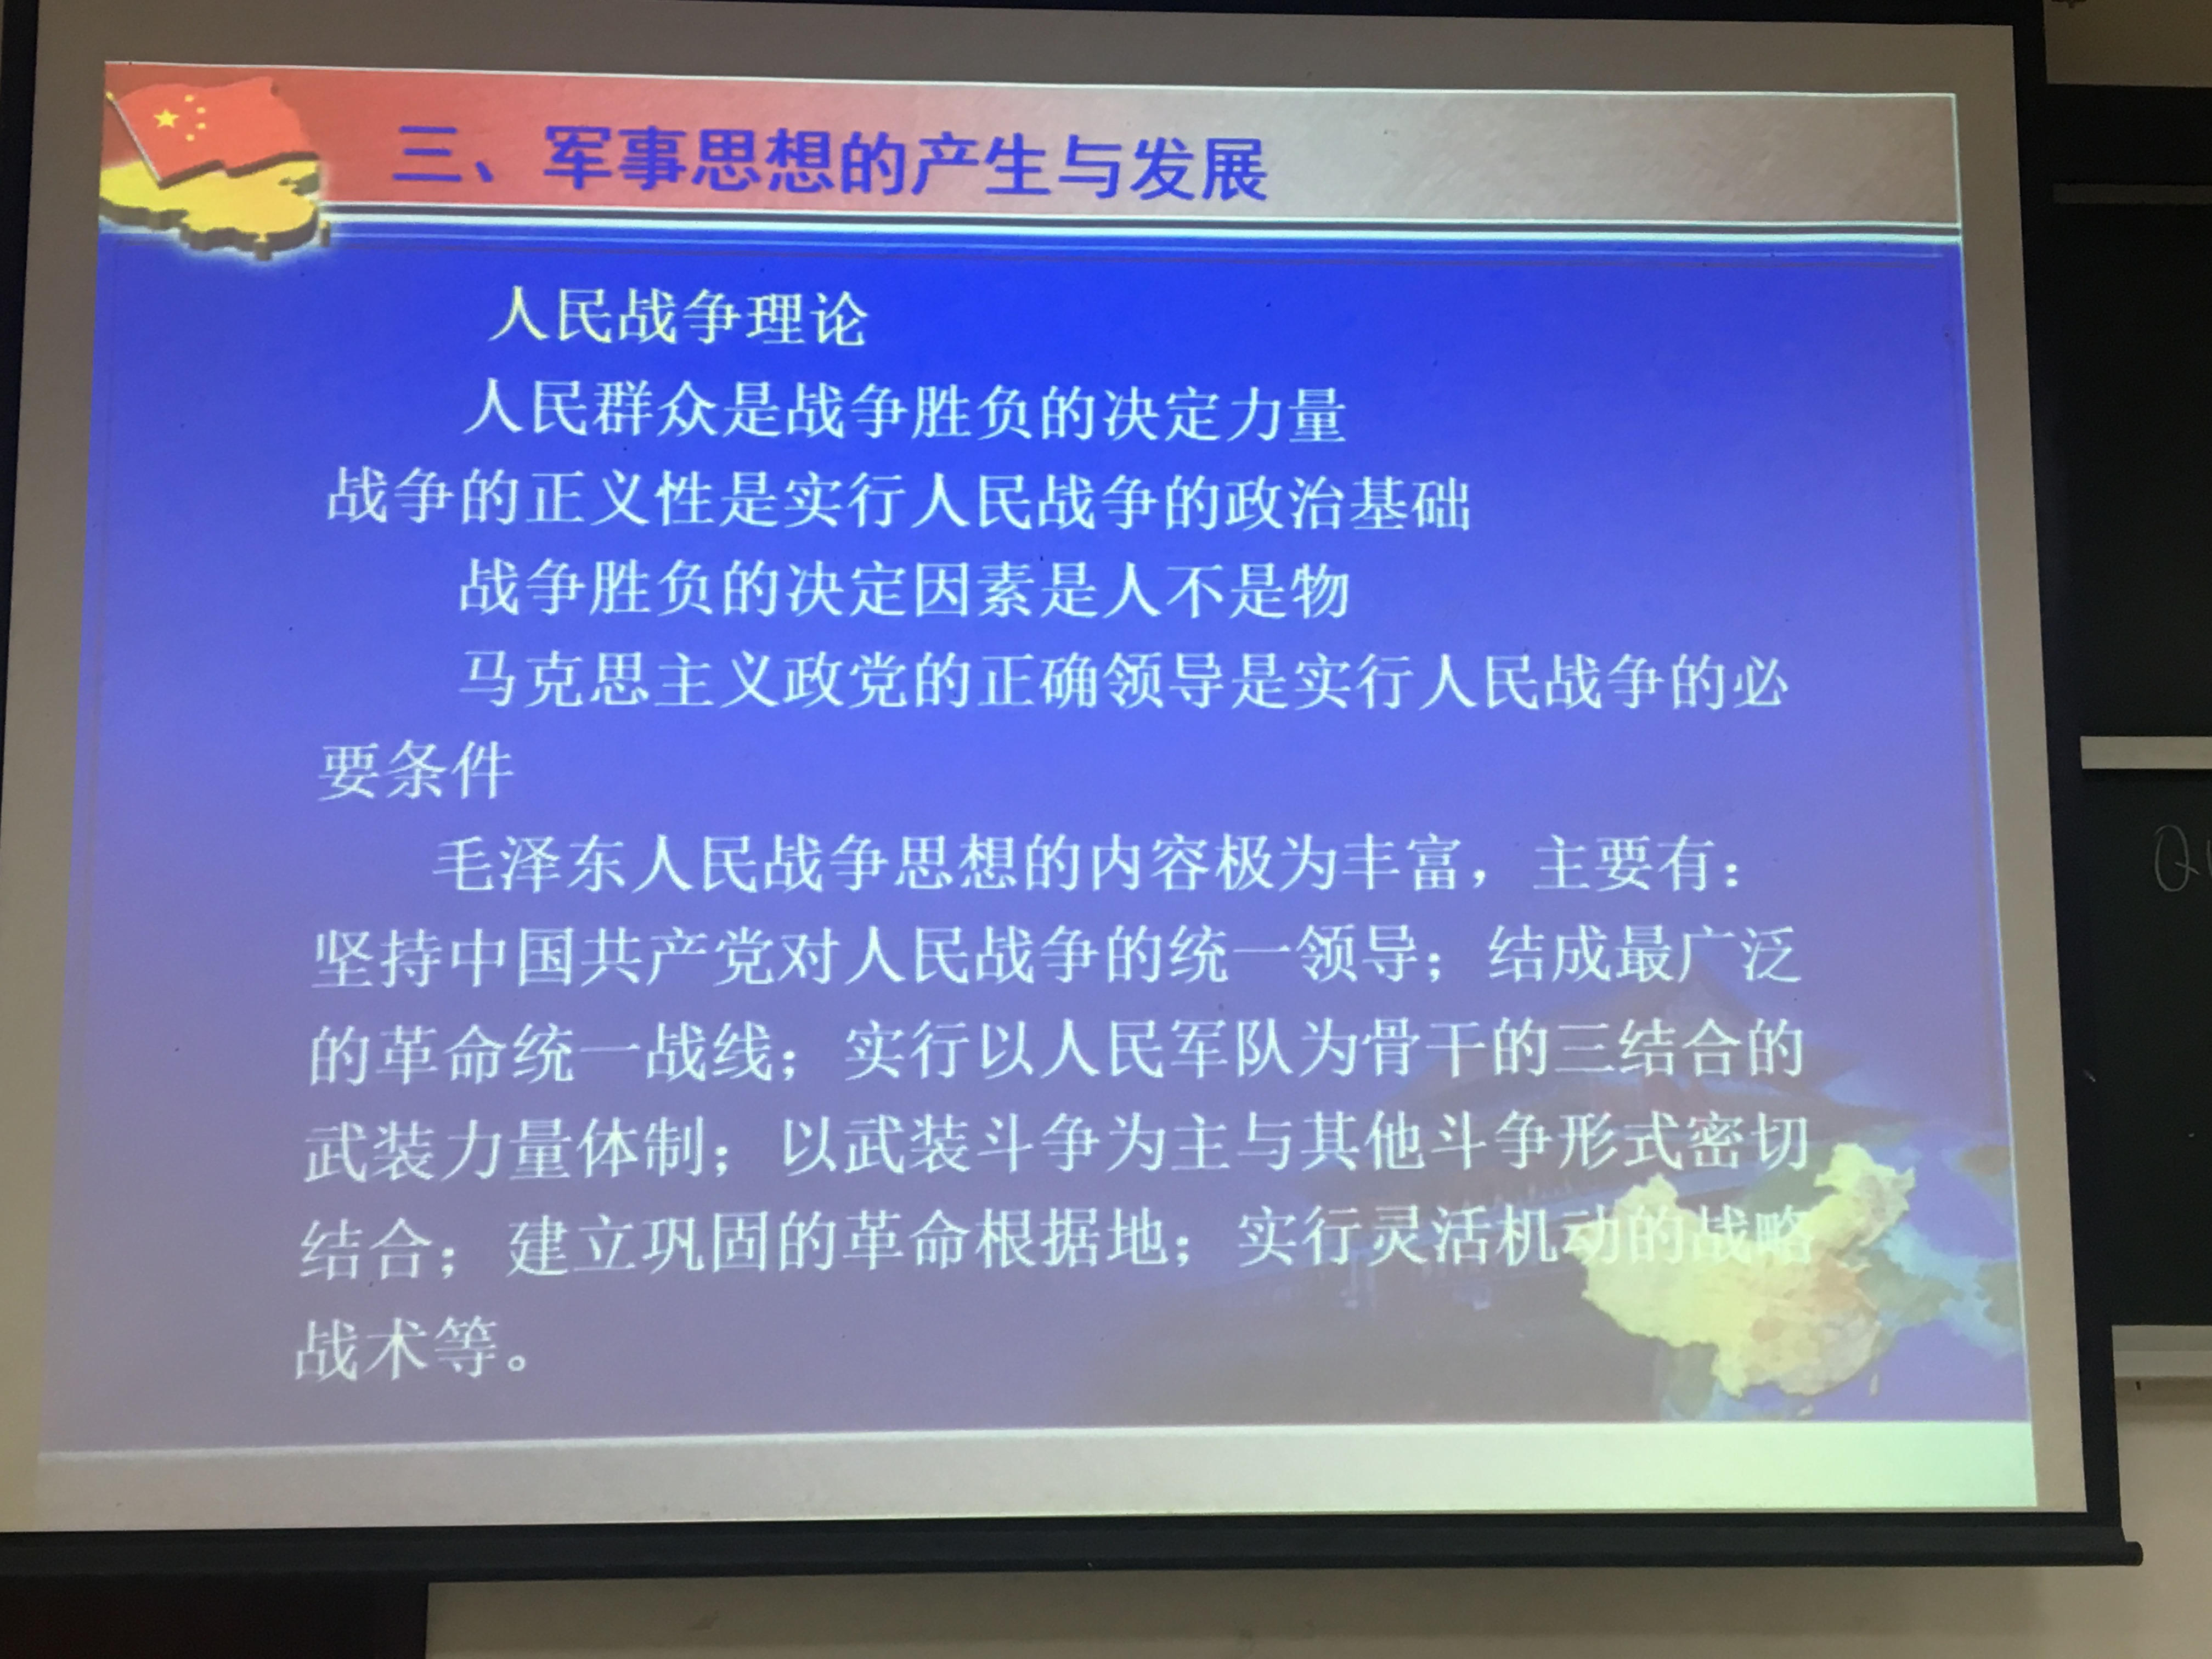 三、军事思想的产生与发展
人民战争理论
人民群众是战争胜负的决定力量
战争的正义性是实行人民战争的政治基础
战争胜负的决定因素是人不是物
马克思主义政党的正确领导是实行人民战争的必
要条件
毛泽东人民战争思想的内容极为丰富，主要有：
坚持中国共产党对人民战争的统一领导；结成最广泛
的革命统一战线；实行以人民军队为骨干的三结合的
武装力量体制；以武装斗争为主与其他斗争形式密切
结合；建立巩固的革命根据地；实行灵活机动的战略
战术等。